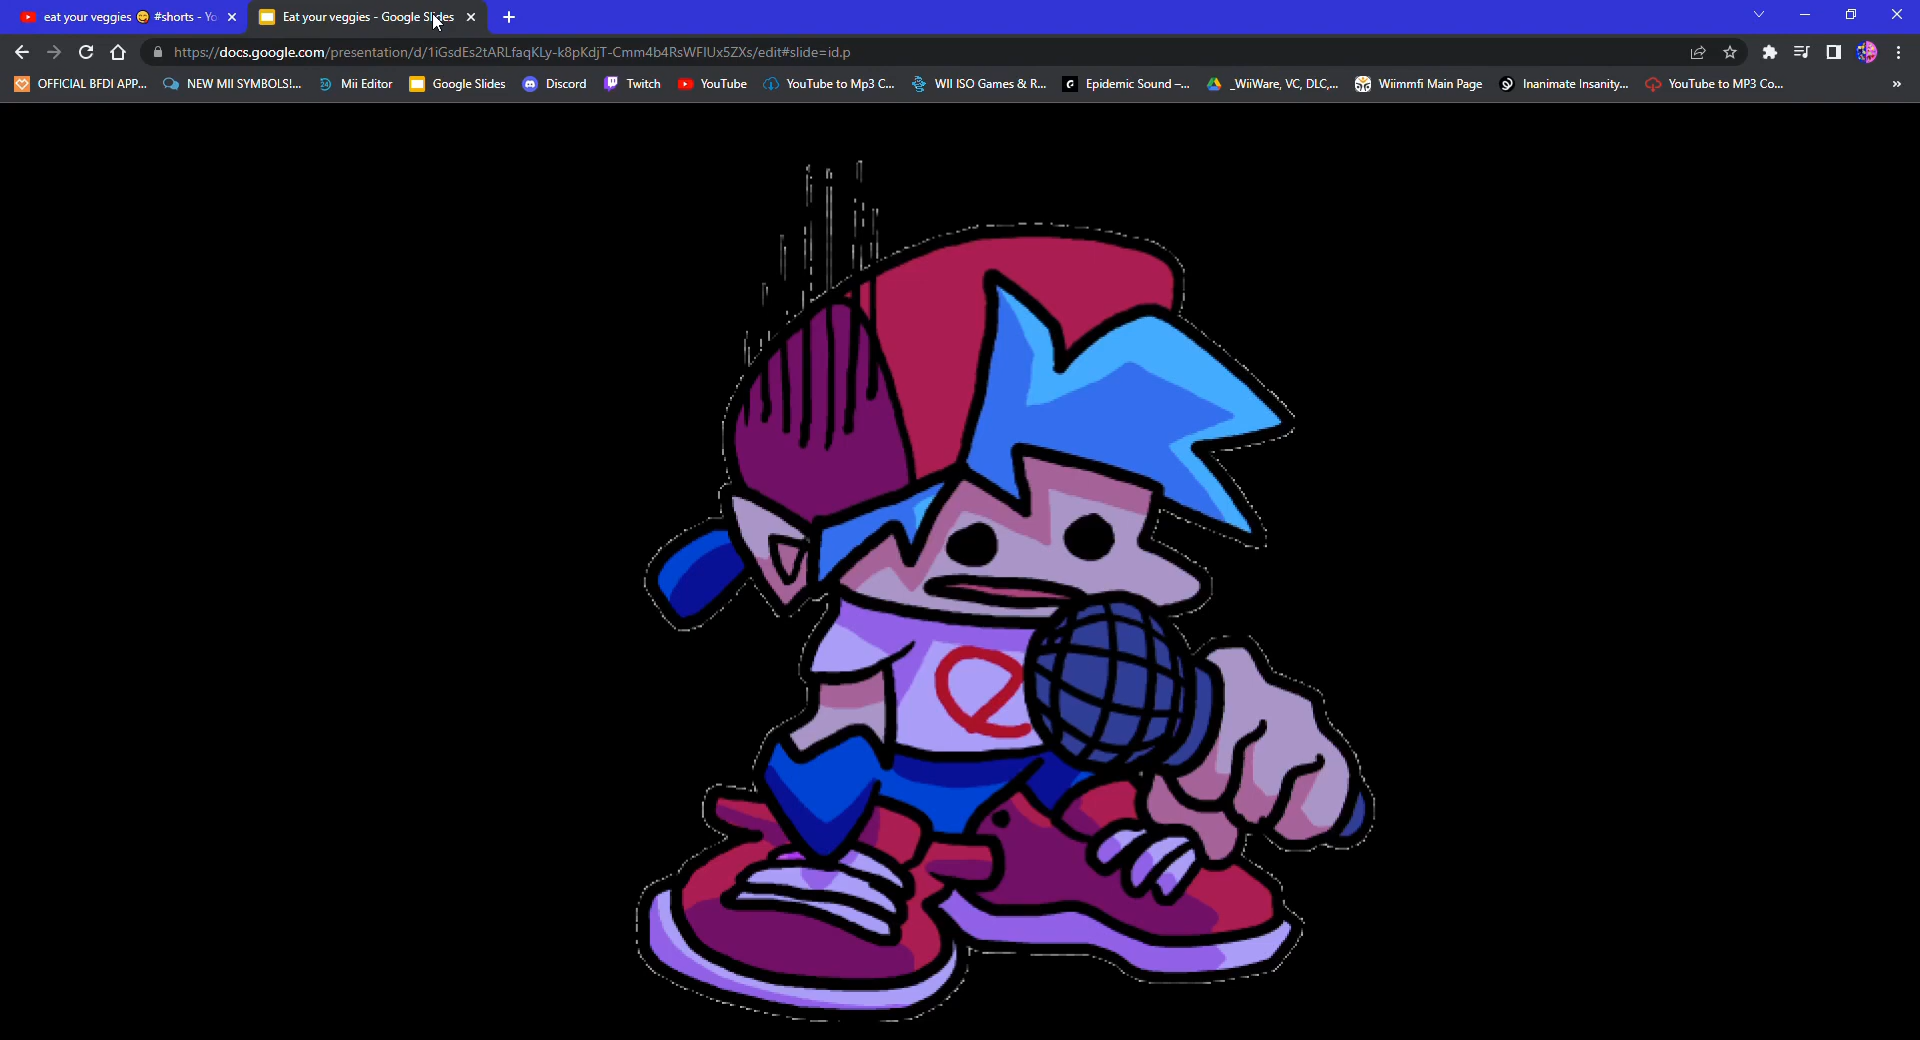 eat your veggies 😋 #shorts - Yo
Eat your veggies - Google Slides
https://docs.google.com/presentation/d/1iGsdEs2tARLfaqKLy-k8pKdjT-Cmm4b4RsWFlUx5ZXs/edit#slide=id.p
OFFICIAL BFDI APP... NEW MII SYMBOLS!... Mii Editor Google Slides Discord Twitch YouTube YouTube to Mp3 C... WII ISO Games & R... Epidemic Sound –... _WiiWare, VC, DLC,... Wiimmfi Main Page Inanimate Insanity... YouTube to MP3 Co... »